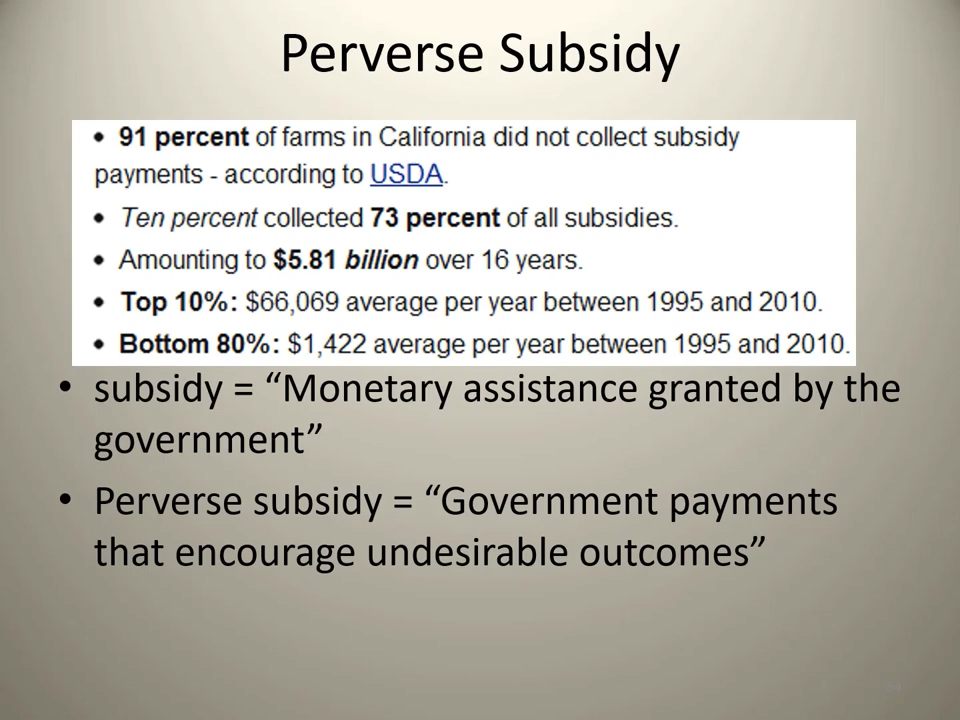 Perverse Subsidy
• 91 percent of farms in California did not collect subsidy
payments - according to USDA.
• Ten percent collected 73 percent of all subsidies.
• Amounting to $5.81 billion over 16 years.
• Top 10%: $66,069 average per year between 1995 and 2010.
• Bottom 80%: $1,422 average per year between 1995 and 2010.
• subsidy = “Monetary assistance granted by the
government”
• Perverse subsidy = “Government payments
that encourage undesirable outcomes”